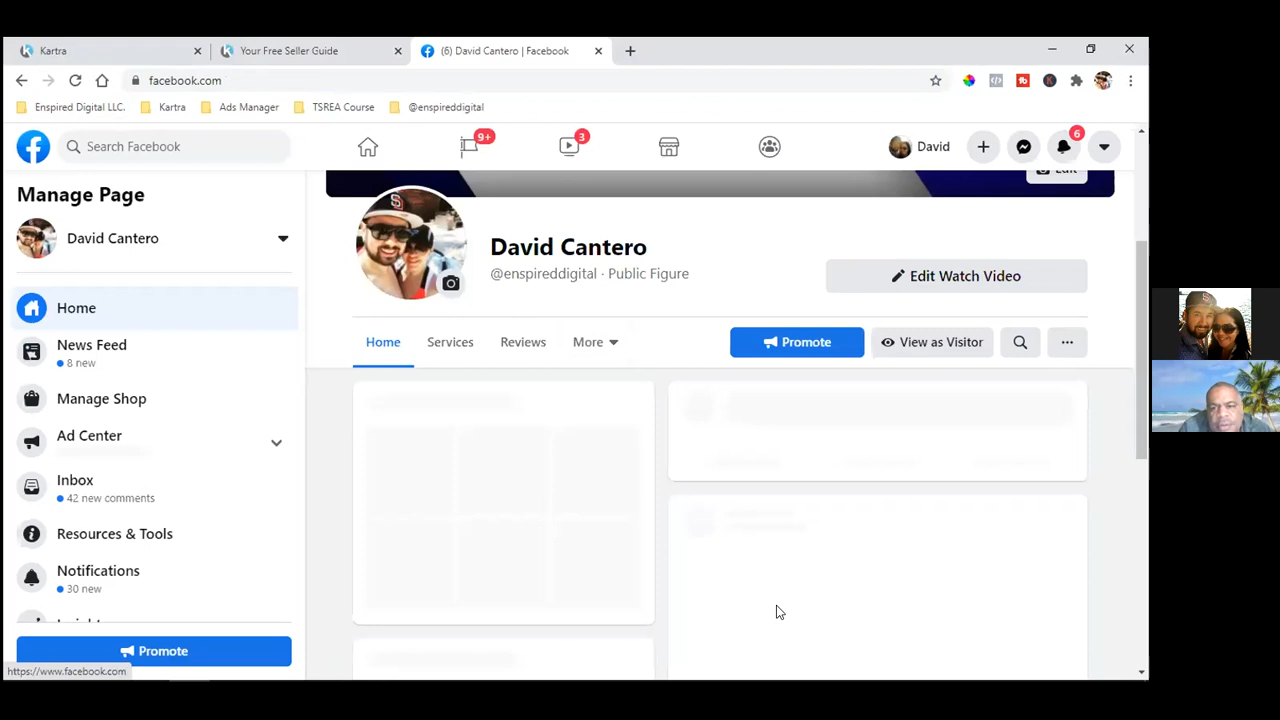 Kartra
Your Free Seller Guide
(6) David Cantero | Facebook
facebook.com
Enspired Digital LLC.
Kartra
Ads Manager
TSREA Course
@enspireddigital
Search Facebook
9+
3
David
6
Manage Page
David Cantero
Home
News Feed
8 new
Manage Shop
Ad Center
Inbox
42 new comments
Resources & Tools
Notifications
30 new
Promote
https://www.facebook.com
Edit
David Cantero
@enspireddigital · Public Figure
Edit Watch Video
Home
Services
Reviews
More
Promote
View as Visitor